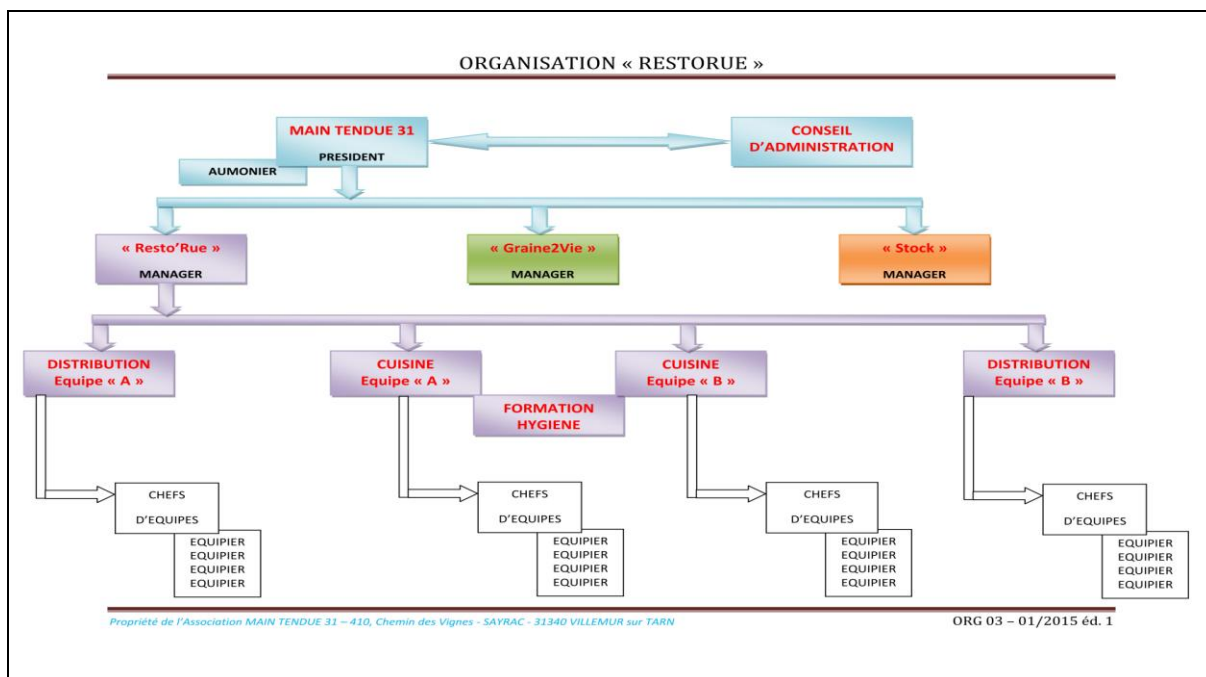 ORGANISATION « RESTORUE »
MAIN TENDUE 31
PRESIDENT
CONSEIL
D'ADMINISTRATION
AUMONIER
« Resto'Rue »
MANAGER
« Graine2Vie »
MANAGER
« Stock »
MANAGER
DISTRIBUTION
Equipe « A »
CUISINE
Equipe « A »
CUISINE
Equipe « B »
DISTRIBUTION
Equipe « B »
FORMATION
HYGIENE
CHEFS
D'EQUIPES
EQUIPIER
EQUIPIER
EQUIPIER
EQUIPIER
CHEFS
D'EQUIPES
EQUIPIER
EQUIPIER
EQUIPIER
EQUIPIER
CHEFS
D'EQUIPES
EQUIPIER
EQUIPIER
EQUIPIER
EQUIPIER
CHEFS
D'EQUIPES
EQUIPIER
EQUIPIER
EQUIPIER
EQUIPIER
Propriété de l'Association MAIN TENDUE 31 – 410, Chemin des Vignes - SAYRAC - 31340 VILLEMUR sur TARN
ORG 03 – 01/2015 éd. 1